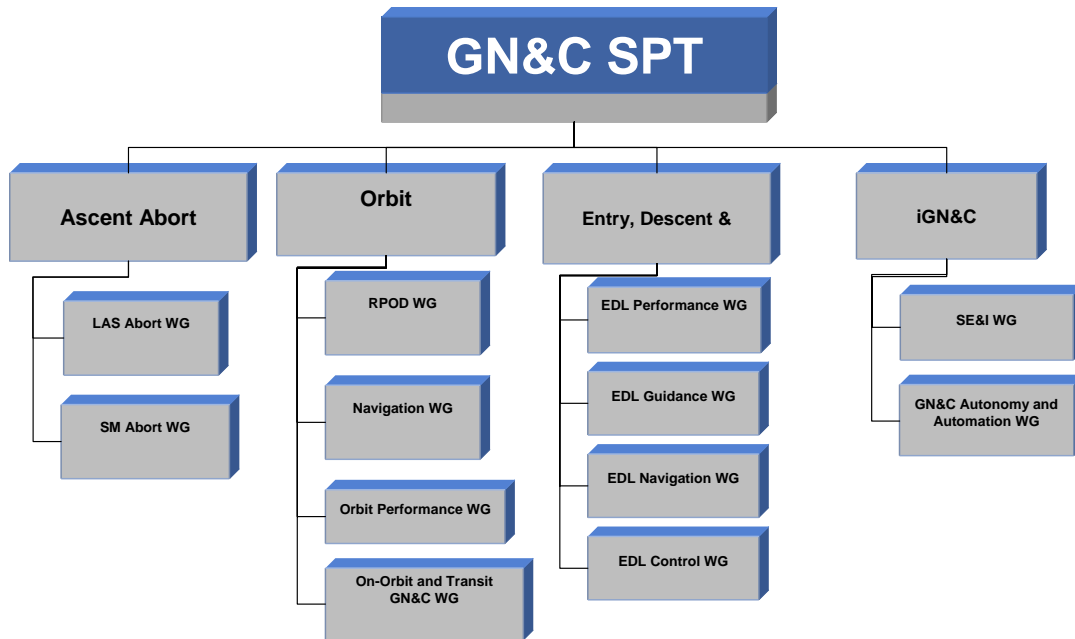 GN&C SPT
Ascent Abort
Orbit
Entry, Descent &
iGN&C
LAS Abort WG
SM Abort WG
RPOD WG
Navigation WG
Orbit Performance WG
On-Orbit and Transit
GN&C WG
EDL Performance WG
EDL Guidance WG
EDL Navigation WG
EDL Control WG
SE&I WG
GN&C Autonomy and
Automation WG